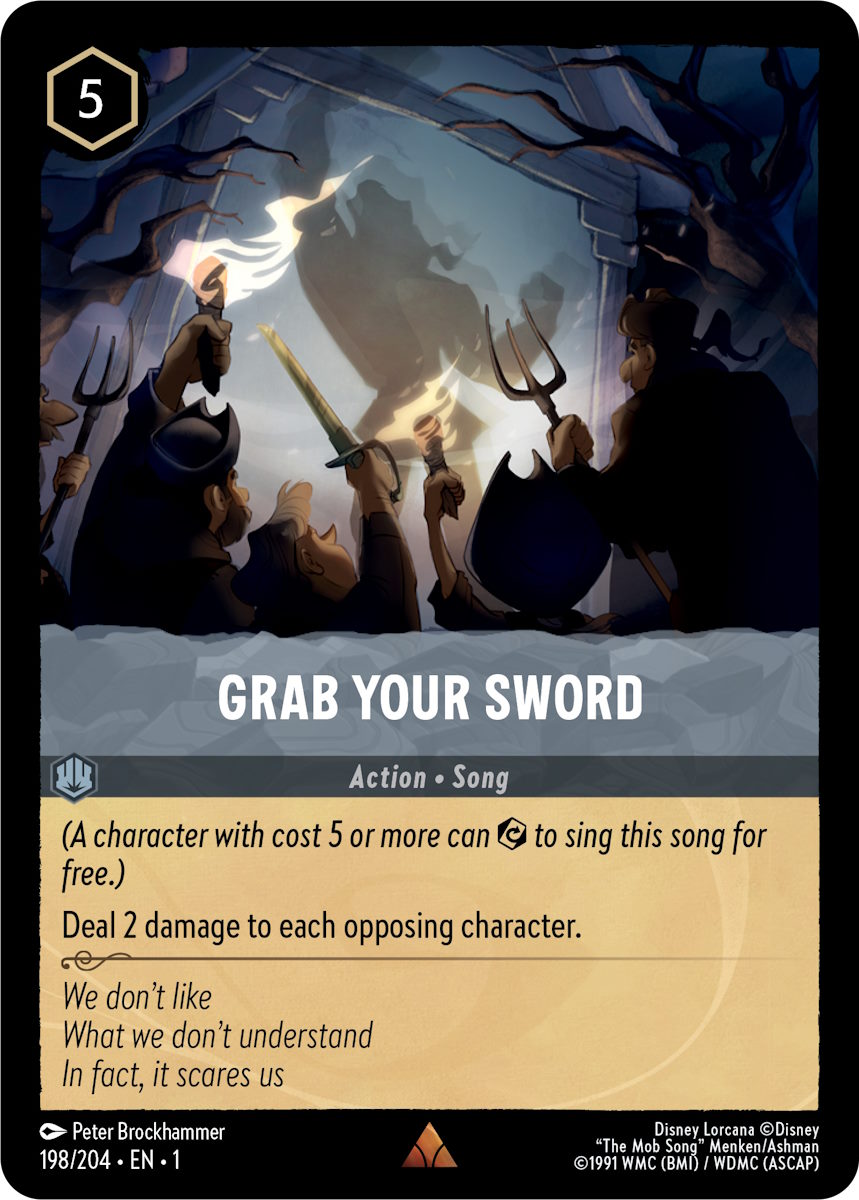 5
GRAB YOUR SWORD
Action • Song
(A character with cost 5 or more can to sing this song for
free.)
Deal 2 damage to each opposing character.
We don't like
What we don't understand
In fact, it scares us
Peter Brockhammer
198/204 • EN • 1
Disney Lorcana ©Disney
“The Mob Song” Menken/Ashman
©1991 WMC (BMI) / WDMC (ASCAP)